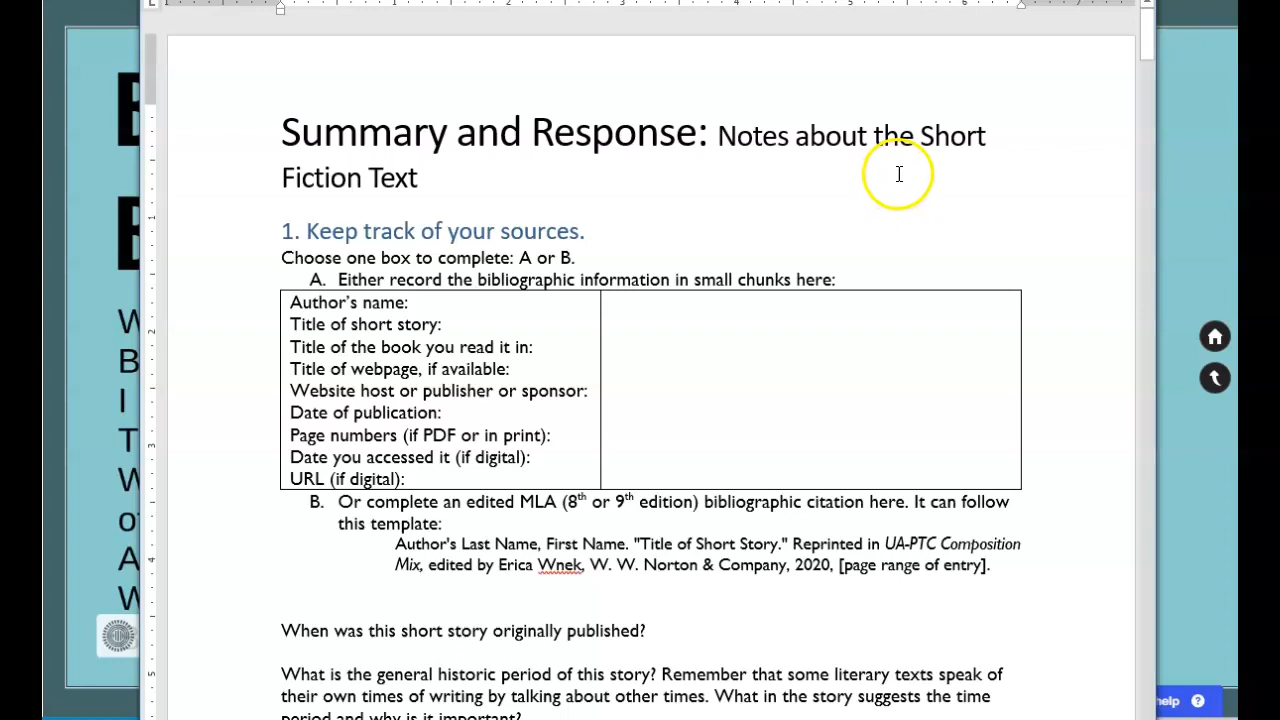 Summary and Response: Notes about the Short
Fiction Text
1. Keep track of your sources.
Choose one box to complete: A or B.
A. Either record the bibliographic information in small chunks here:
Author's name:
Title of short story:
Title of the book you read it in:
Title of webpage, if available:
Website host or publisher or sponsor:
Date of publication:
Page numbers (if PDF or in print):
Date you accessed it (if digital):
URL (if digital):
B. Or complete an edited MLA (8th or 9th edition) bibliographic citation here. It can follow
this template:
Author's Last Name, First Name. "Title of Short Story." Reprinted in UA-PTC Composition
Mix, edited by Erica Wnek, W. W. Norton & Company, 2020, [page range of entry].
When was this short story originally published?
What is the general historic period of this story? Remember that some literary texts speak of
their own times of writing by talking about other times. What in the story suggests the time
period and why is it important?